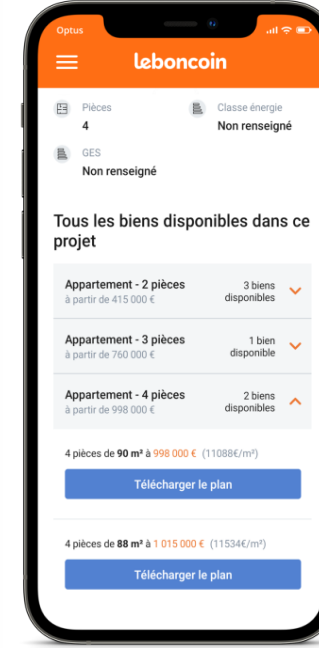 Optus
leboncoin
Pièces
4
Classe énergie
Non renseigné
GES
Non renseigné
Tous les biens disponibles dans ce
projet
Appartement - 2 pièces
à partir de 415 000 €
3 biens
disponibles
Appartement - 3 pièces
à partir de 760 000 €
1 bien
disponible
Appartement - 4 pièces
à partir de 998 000 €
2 biens
disponibles
4 pièces de 90 m² à 998 000 € (11088€/m²)
Télécharger le plan
4 pièces de 88 m² à 1 015 000 € (11534€/m²)
Télécharger le plan